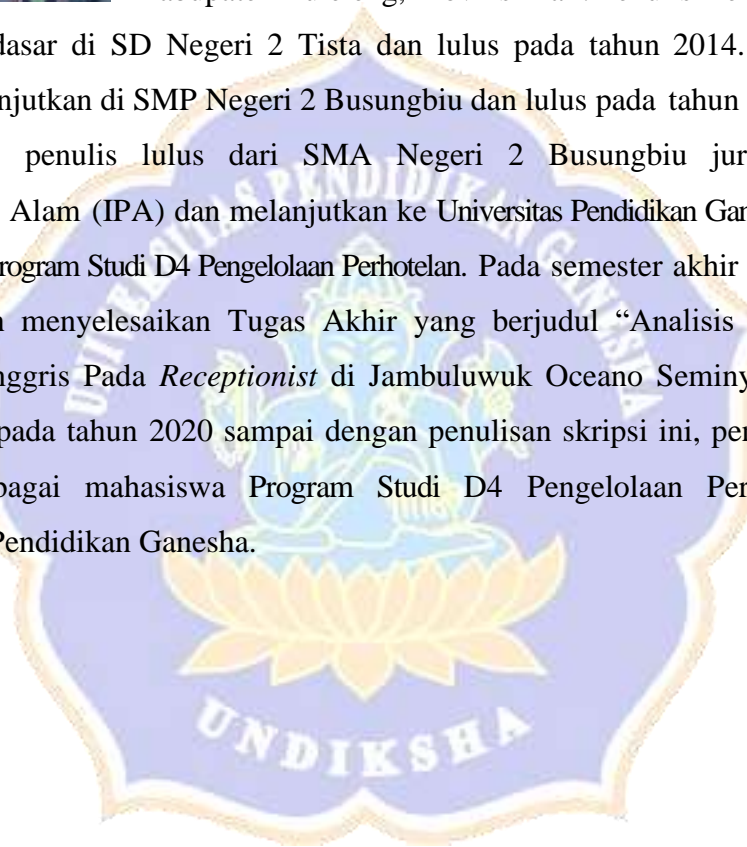 dasar di SD Negeri 2 Tista dan lulus pada tahun 2014.
njutkan di SMP Negeri 2 Busungbiu dan lulus pada tahun
penulis lulus dari SMA Negeri 2 Busungbiu jur
Alam (IPA) dan melanjutkan ke Universitas Pendidikan Gan
rogram Studi D4 Pengelolaan Perhotelan. Pada semester akhir
menyelesaikan Tugas Akhir yang berjudul “Analisis
nggris Pada Receptionist di Jambuluwuk Oceano Seminy
pada tahun 2020 sampai dengan penulisan skripsi ini, per
bagai mahasiswa Program Studi D4 Pengelolaan Per
Pendidikan Ganesha.
UNIVERSITAS PENDIDIKAN GANESHA
UNDIKSHA